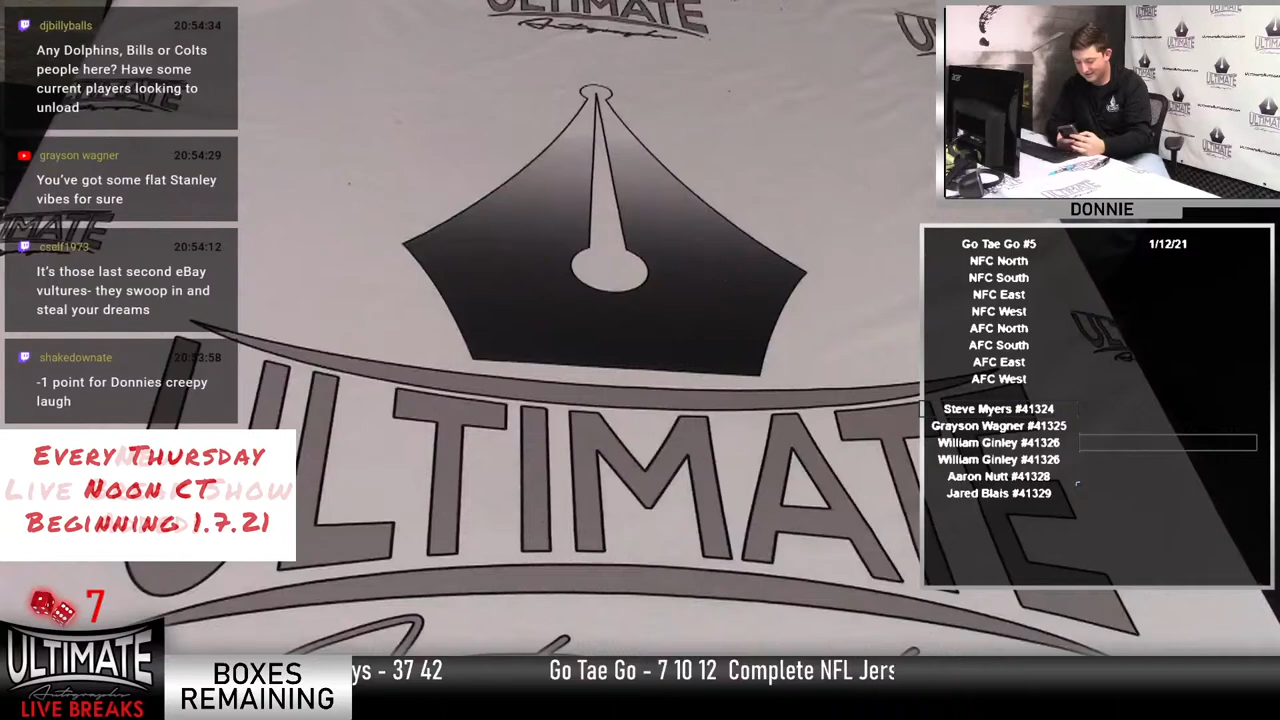 djbillyballs 20:54:34
Any Dolphins, Bills or Colts
people here? Have some
current players looking to
unload
grayson wagner 20:54:29
You've got some flat Stanley
vibes for sure
cself1973 20:54:12
It's those last second eBay
vultures- they swoop in and
steal your dreams
shakedownate 20:53:58
-1 point for Donnies creepy
laugh
Every Thursday
Noon CT
Beginning 1.7.21
7
ULTIMATE
Autographs
LIVE BREAKS
BOXES
REMAINING
ys - 37 42 Go Tae Go - 7 10 12 Complete NFL Jers
ULTIMATE
Autographs
ULTIMATE
DONNIE
Go Tae Go #5 1/12/21
NFC North
NFC South
NFC East
NFC West
AFC North
AFC South
AFC East
AFC West
Steve Myers #41324
Grayson Wagner #41325
William Ginley #41326
William Ginley #41326
Aaron Nutt #41328
Jared Blais #41329